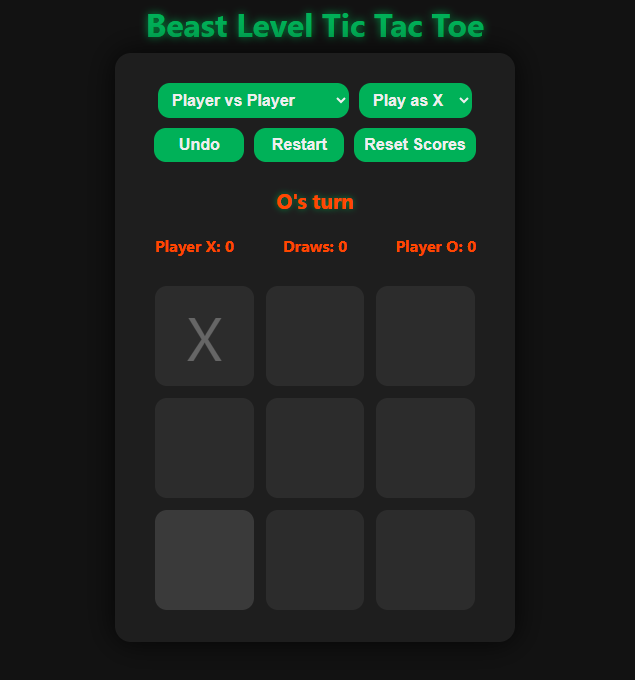 Beast Level Tic Tac Toe
Player vs Player Play as X
Undo Restart Reset Scores
O's turn
Player X: 0 Draws: 0 Player O: 0
X